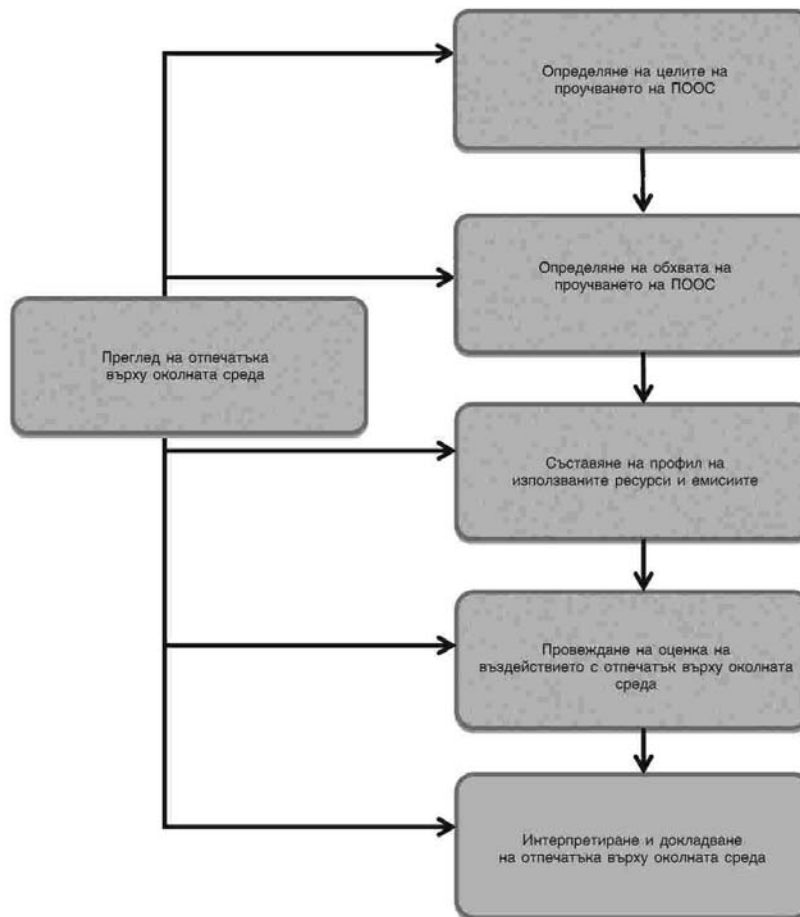 Определяне на целите на
проучването на ПООС
Определяне на обхвата на
проучването на ПООС
Преглед на отпечатъка
върху околната среда
Съставяне на профил на
използваните ресурси и емисиите
Провеждане на оценка на
въздействието с отпечатък върху околната
среда
Интерпретиране и докладване
на отпечатъка върху околната среда